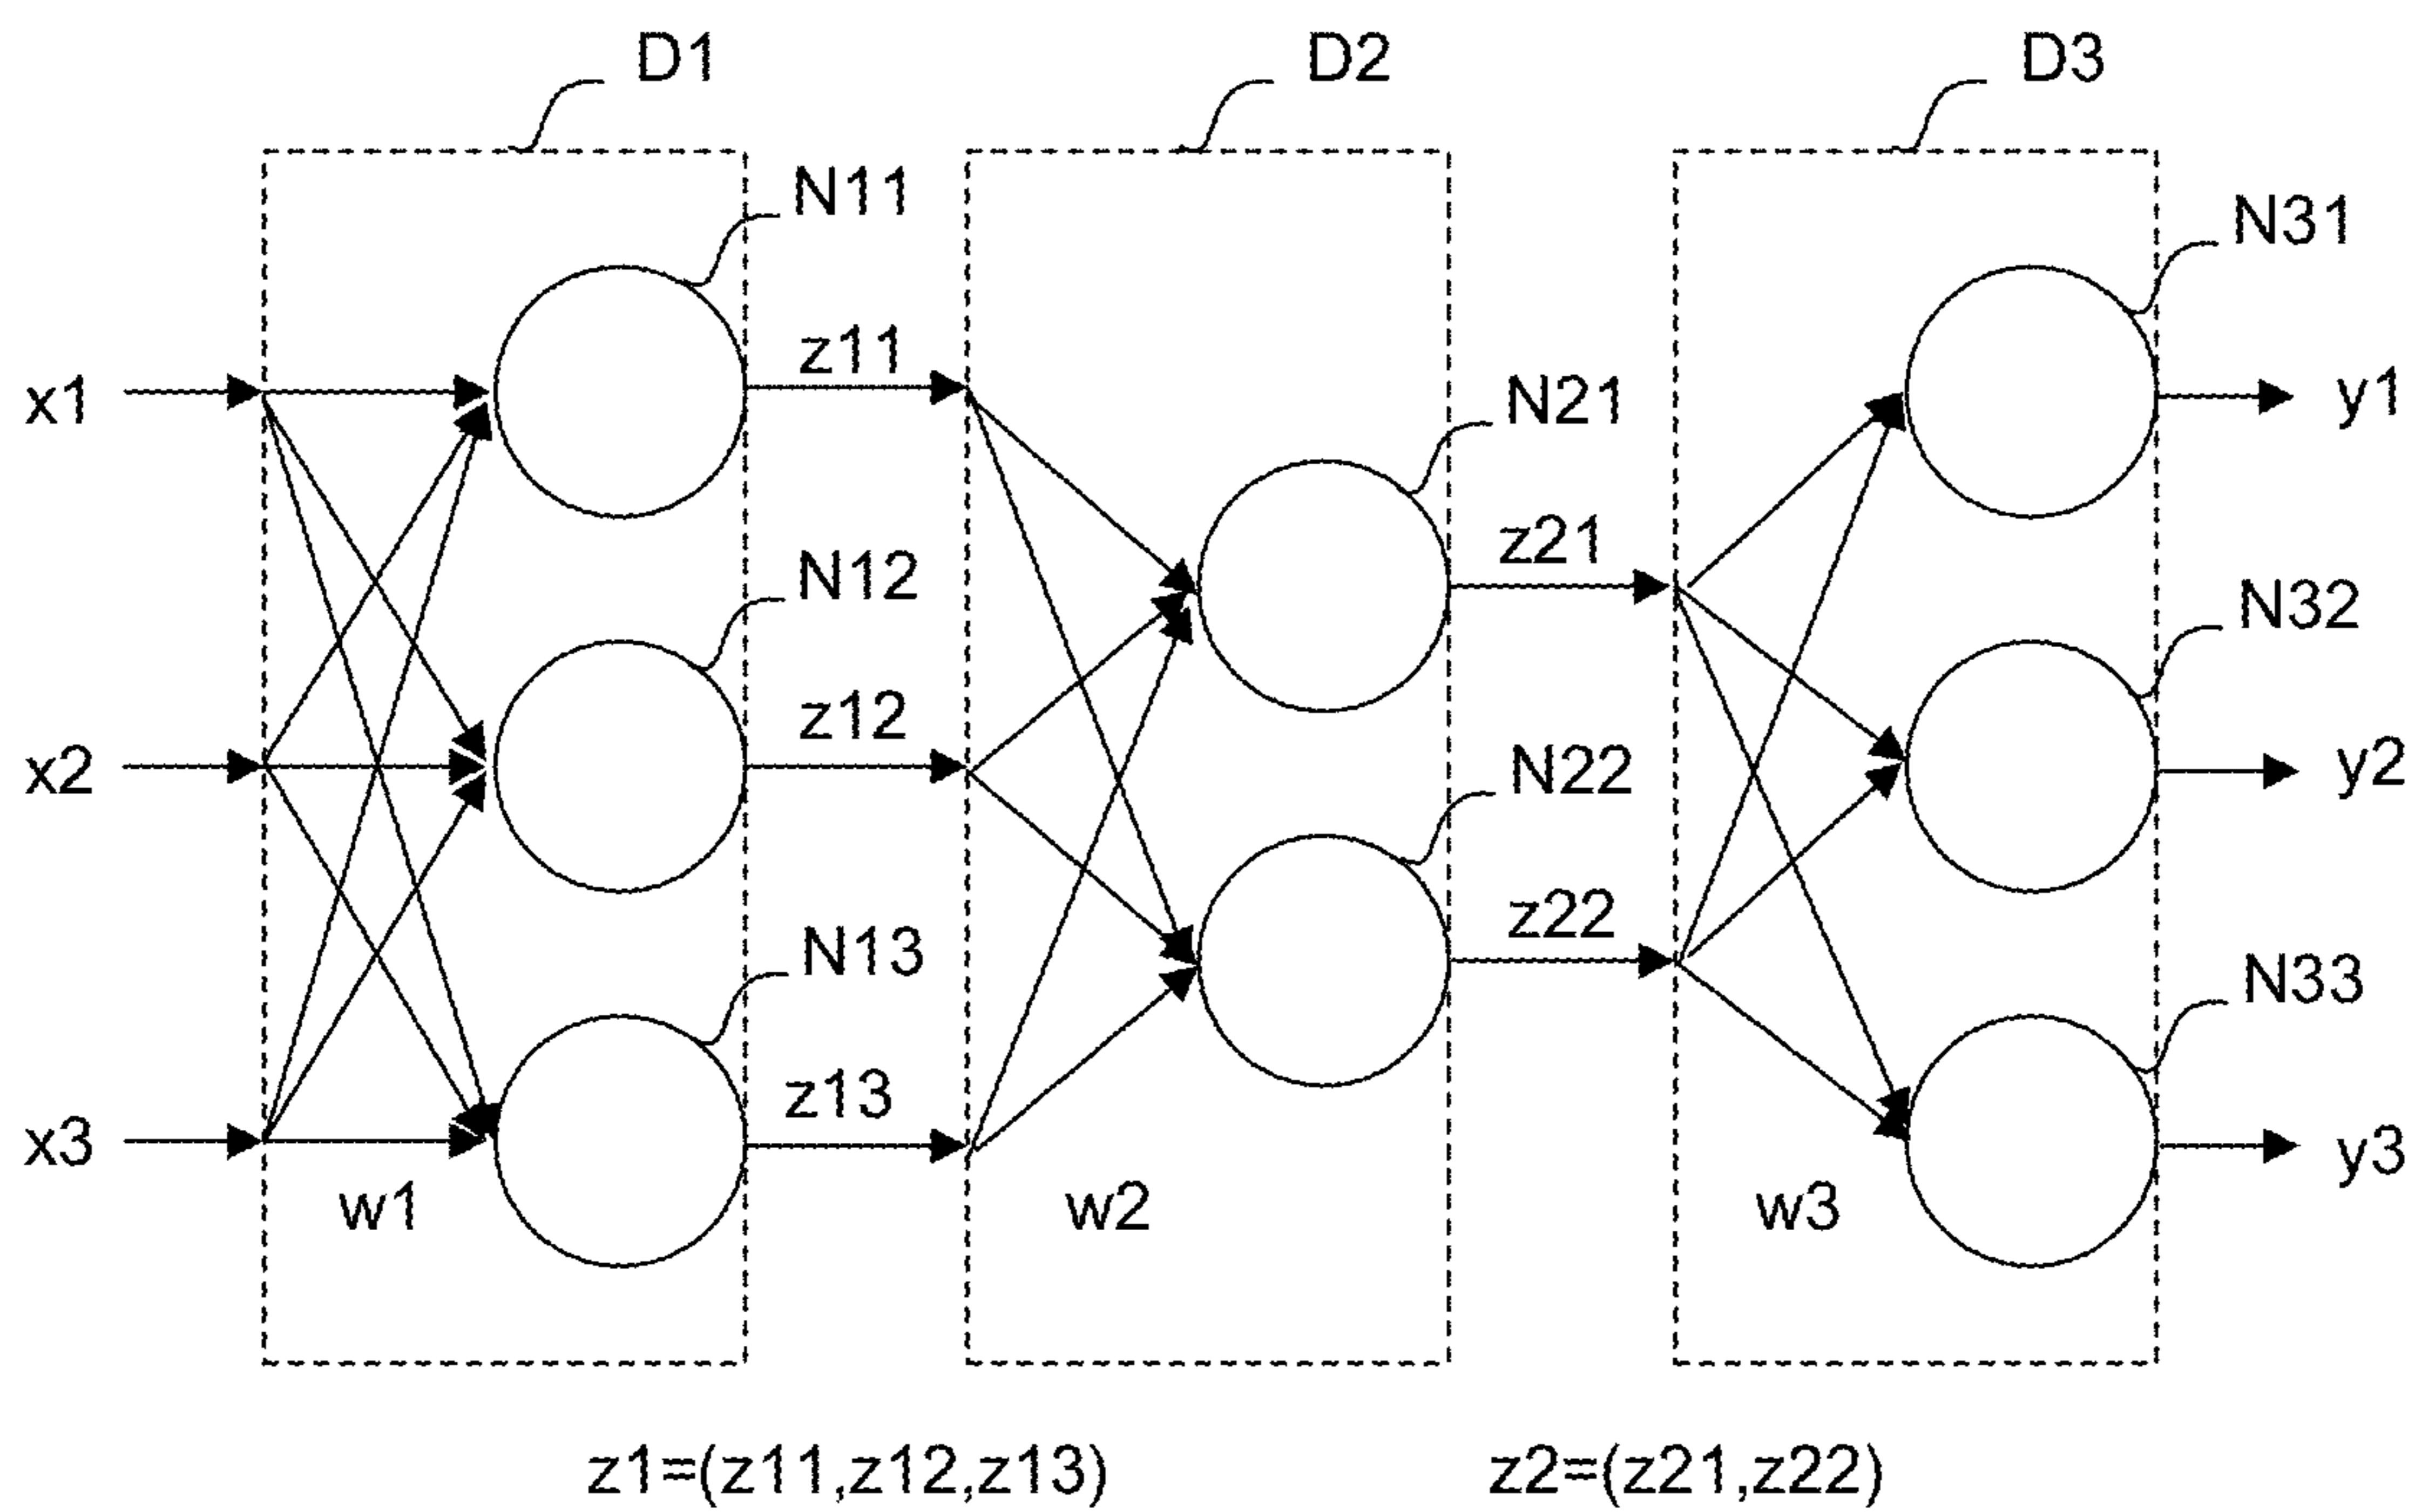 D1
D2
D3
N11
N31
z11
x1
N21
y1
z21
N12
N32
z12
x2
N22
y2
z22
N13
N33
z13
x3
y3
w1
w2
w3
z1=(z11,z12,z13)
z2=(z21,z22)